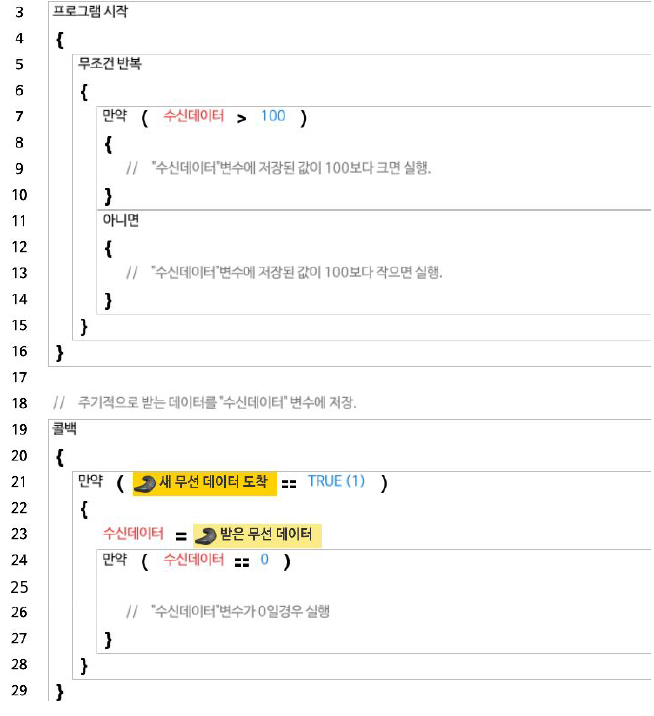 3 프로그램 시작
4 {
5 무조건 반복
6 {
7 만약 ( 수신데이터 > 100 )
8 {
9 // "수신데이터"변수에 저장된 값이 100보다 크면 실행.
10 }
11 아니면
12 {
13 // "수신데이터"변수에 저장된 값이 100보다 작으면 실행.
14 }
15 }
16 }
17
18 // 주기적으로 받는 데이터를 "수신데이터" 변수에 저장.
19 콜백
20 {
21 만약 ( 새 무선 데이터 도착 == TRUE (1) )
22 {
23 수신데이터 = 받은 무선 데이터
24 만약 ( 수신데이터 == 0 )
25
26 // "수신데이터"변수가 0일경우 실행
27 }
28 }
29 }